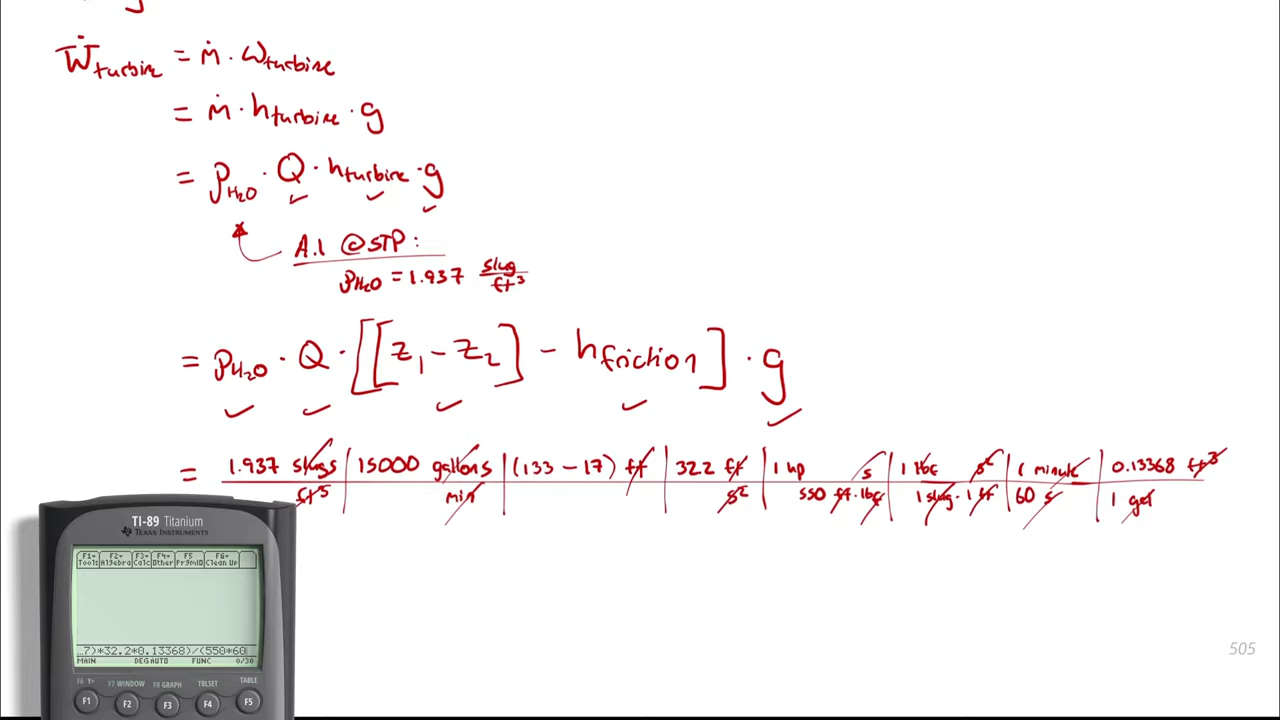 Ẇturbine = ṁ · ωturbine
= ṁ · hturbine · g
= ρH2O · Q · hturbine · g
A.1 @STP:
ρH2O = 1.937 slug/ft³
= ρH2O · Q · [[z1 - z2] - hfriction] · g
= 1.937 slugs | 15000 gallons | (133 - 17) ft | 32.2 ft | 1 hp s | 1 lbf s² | 1 minute | 0.13368 ft³
ft³ | min | s² | 550 ft·lbf | 1 slug·1 ft | 60 s | 1 gal
TI-89 Titanium
TEXAS INSTRUMENTS
F1▾ F2▾ F3▾ F4▾ F5 F6▾
Tools Algebra Calc Other PrgmIO Clean Up
…7)*32.2*0.13368)/(550*60
MAIN DEG AUTO FUNC 0/30
F6 Y= F7 WINDOW F8 GRAPH TBLSET TABLE
F1 F2 F3 F4 F5
505